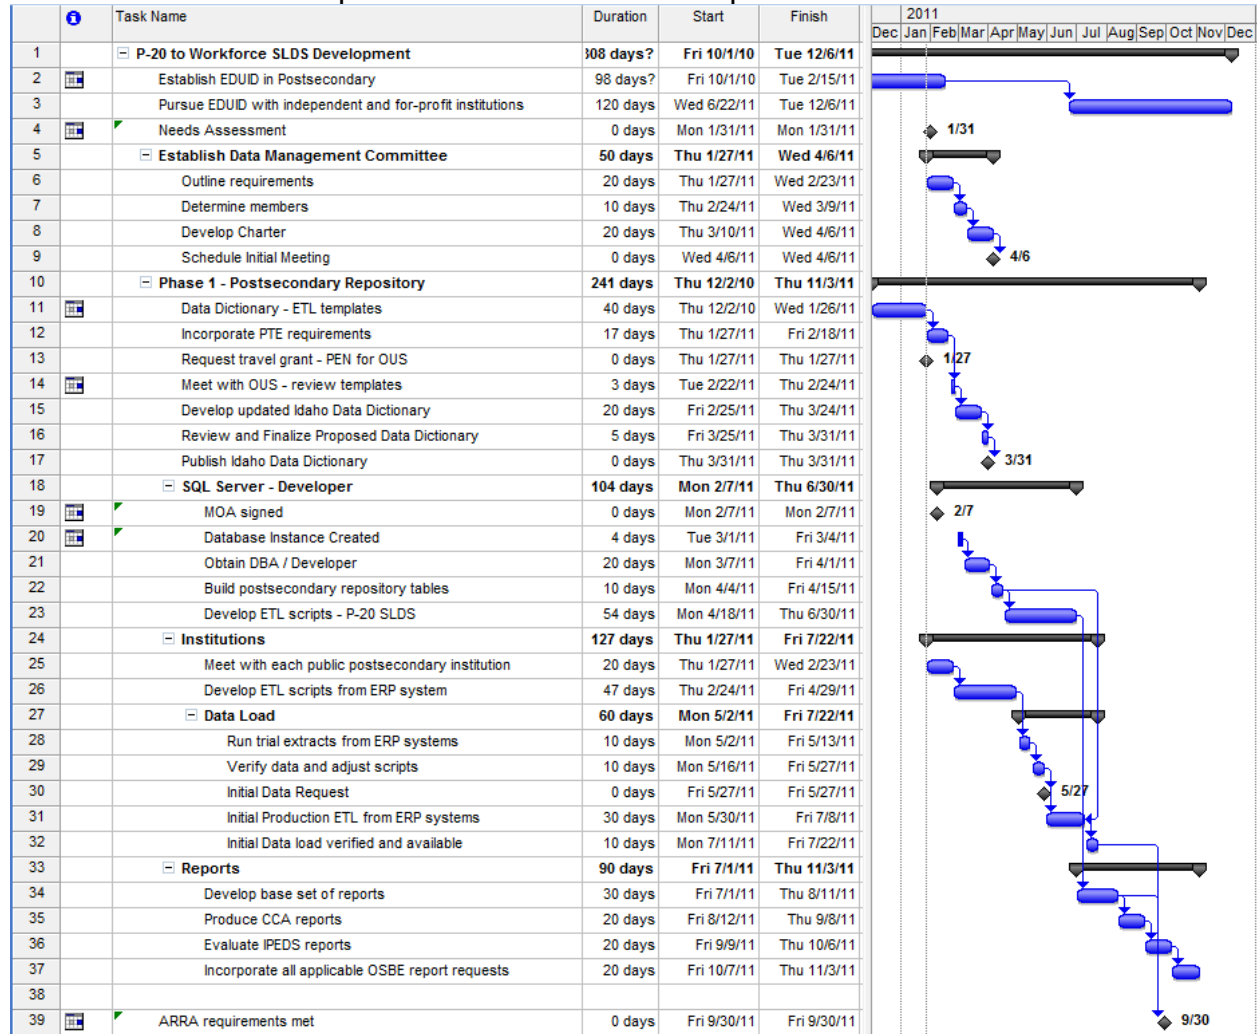 Task Name Duration Start Finish 2011
Dec Jan Feb Mar Apr May Jun Jul Aug Sep Oct Nov Dec
1 P-20 to Workforce SLDS Development 308 days? Fri 10/1/10 Tue 12/6/11
2 Establish EDUID in Postsecondary 98 days? Fri 10/1/10 Tue 2/15/11
3 Pursue EDUID with independent and for-profit institutions 120 days Wed 6/22/11 Tue 12/6/11
4 Needs Assessment 0 days Mon 1/31/11 Mon 1/31/11 1/31
5 Establish Data Management Committee 50 days Thu 1/27/11 Wed 4/6/11
6 Outline requirements 20 days Thu 1/27/11 Wed 2/23/11
7 Determine members 10 days Thu 2/24/11 Wed 3/9/11
8 Develop Charter 20 days Thu 3/10/11 Wed 4/6/11
9 Schedule Initial Meeting 0 days Wed 4/6/11 Wed 4/6/11 4/6
10 Phase 1 - Postsecondary Repository 241 days Thu 12/2/10 Thu 11/3/11
11 Data Dictionary - ETL templates 40 days Thu 12/2/10 Wed 1/26/11
12 Incorporate PTE requirements 17 days Thu 1/27/11 Fri 2/18/11
13 Request travel grant - PEN for OUS 0 days Thu 1/27/11 Thu 1/27/11 1/27
14 Meet with OUS - review templates 3 days Tue 2/22/11 Thu 2/24/11
15 Develop updated Idaho Data Dictionary 20 days Fri 2/25/11 Thu 3/24/11
16 Review and Finalize Proposed Data Dictionary 5 days Fri 3/25/11 Thu 3/31/11
17 Publish Idaho Data Dictionary 0 days Thu 3/31/11 Thu 3/31/11 3/31
18 SQL Server - Developer 104 days Mon 2/7/11 Thu 6/30/11
19 MOA signed 0 days Mon 2/7/11 Mon 2/7/11 2/7
20 Database Instance Created 4 days Tue 3/1/11 Fri 3/4/11
21 Obtain DBA / Developer 20 days Mon 3/7/11 Fri 4/1/11
22 Build postsecondary repository tables 10 days Mon 4/4/11 Fri 4/15/11
23 Develop ETL scripts - P-20 SLDS 54 days Mon 4/18/11 Thu 6/30/11
24 Institutions 127 days Thu 1/27/11 Fri 7/22/11
25 Meet with each public postsecondary institution 20 days Thu 1/27/11 Wed 2/23/11
26 Develop ETL scripts from ERP system 47 days Thu 2/24/11 Fri 4/29/11
27 Data Load 60 days Mon 5/2/11 Fri 7/22/11
28 Run trial extracts from ERP systems 10 days Mon 5/2/11 Fri 5/13/11
29 Verify data and adjust scripts 10 days Mon 5/16/11 Fri 5/27/11
30 Initial Data Request 0 days Fri 5/27/11 Fri 5/27/11 5/27
31 Initial Production ETL from ERP systems 30 days Mon 5/30/11 Fri 7/8/11
32 Initial Data load verified and available 10 days Mon 7/11/11 Fri 7/22/11
33 Reports 90 days Fri 7/1/11 Thu 11/3/11
34 Develop base set of reports 30 days Fri 7/1/11 Thu 8/11/11
35 Produce CCA reports 20 days Fri 8/12/11 Thu 9/8/11
36 Evaluate IPEDS reports 20 days Fri 9/9/11 Thu 10/6/11
37 Incorporate all applicable OSBE report requests 20 days Fri 10/7/11 Thu 11/3/11
38
39 ARRA requirements met 0 days Fri 9/30/11 Fri 9/30/11 9/30